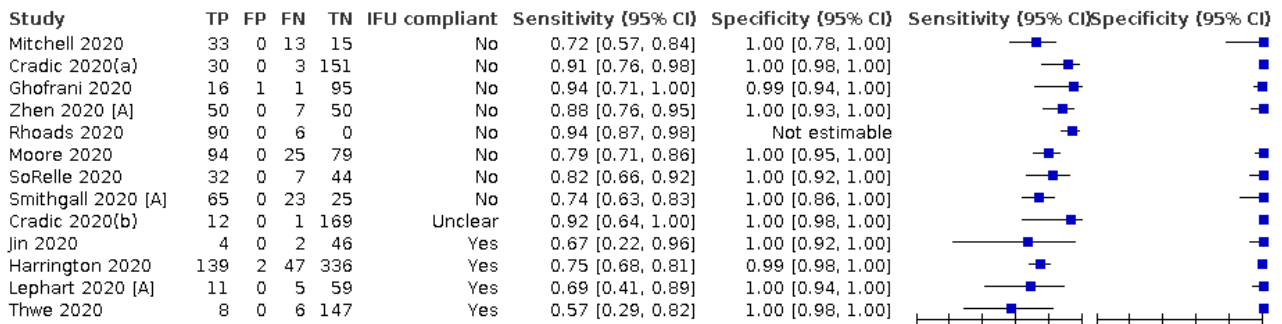 Study TP FP FN TN IFU compliant Sensitivity (95% CI) Specificity (95% CI) Sensitivity (95% CI) Specificity (95% CI)
Mitchell 2020 33 0 13 15 No 0.72 [0.57, 0.84] 1.00 [0.78, 1.00]
Cradic 2020(a) 30 0 3 151 No 0.91 [0.76, 0.98] 1.00 [0.98, 1.00]
Ghofrani 2020 16 1 1 95 No 0.94 [0.71, 1.00] 0.99 [0.94, 1.00]
Zhen 2020 [A] 50 0 7 50 No 0.88 [0.76, 0.95] 1.00 [0.93, 1.00]
Rhoads 2020 90 0 6 0 No 0.94 [0.87, 0.98] Not estimable
Moore 2020 94 0 25 79 No 0.79 [0.71, 0.86] 1.00 [0.95, 1.00]
SoRelle 2020 32 0 7 44 No 0.82 [0.66, 0.92] 1.00 [0.92, 1.00]
Smithgall 2020 [A] 65 0 23 25 No 0.74 [0.63, 0.83] 1.00 [0.86, 1.00]
Cradic 2020(b) 12 0 1 169 Unclear 0.92 [0.64, 1.00] 1.00 [0.98, 1.00]
Jin 2020 4 0 2 46 Yes 0.67 [0.22, 0.96] 1.00 [0.92, 1.00]
Harrington 2020 139 2 47 336 Yes 0.75 [0.68, 0.81] 0.99 [0.98, 1.00]
Lephart 2020 [A] 11 0 5 59 Yes 0.69 [0.41, 0.89] 1.00 [0.94, 1.00]
Thwe 2020 8 0 6 147 Yes 0.57 [0.29, 0.82] 1.00 [0.98, 1.00]